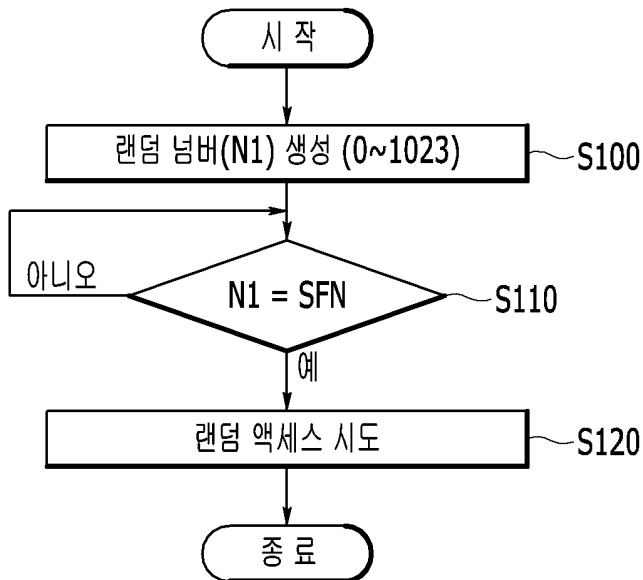 시 작
랜덤 넘버(N1) 생성 (0~1023)
S100
아니오
N1 = SFN
S110
예
랜덤 액세스 시도
S120
종 료